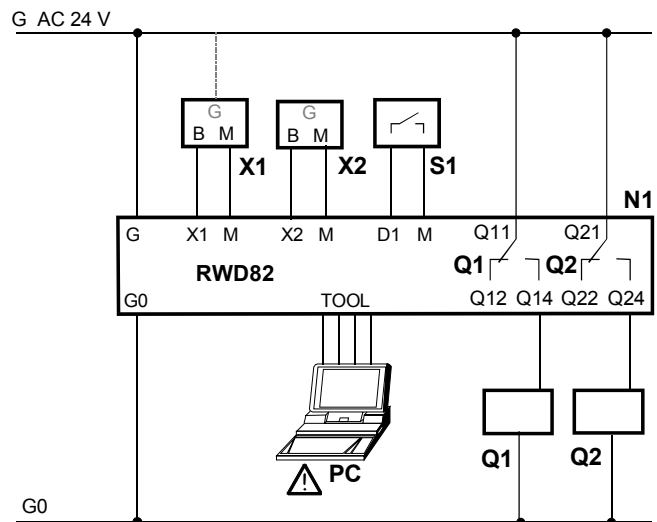 G AC 24 V
G G
B M B M
X1 X2 S1
N1
G X1 M X2 M D1 M Q11 Q21
RWD82 Q1 Q2
G0 TOOL Q12 Q14 Q22 Q24
PC Q1 Q2
G0